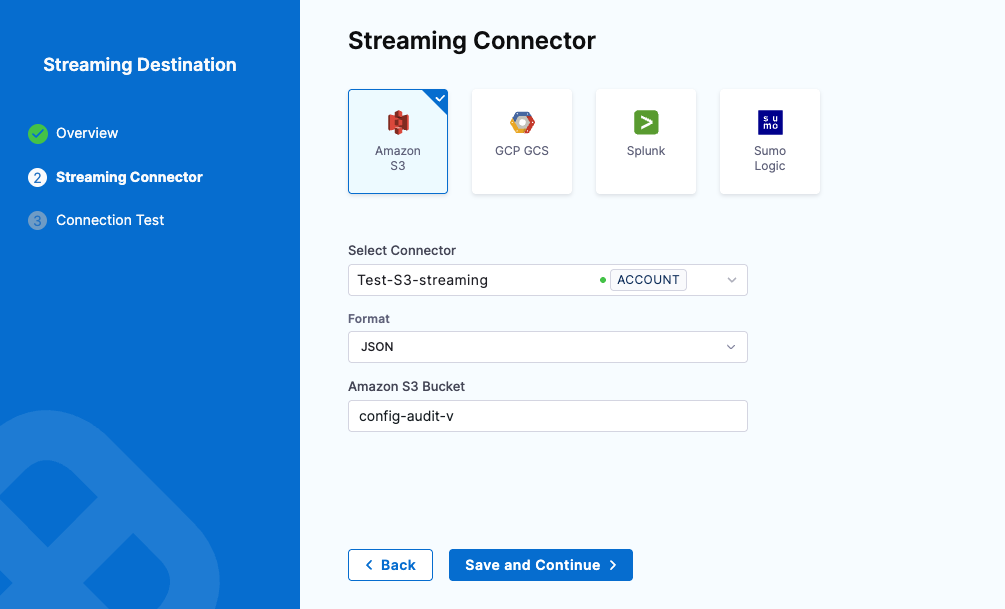 Streaming Destination
Overview
2 Streaming Connector
3 Connection Test
Streaming Connector
Amazon
S3
GCP GCS
Splunk
su
mo
Sumo
Logic
Select Connector
Test-S3-streaming ACCOUNT
Format
JSON
Amazon S3 Bucket
config-audit-v
Back
Save and Continue